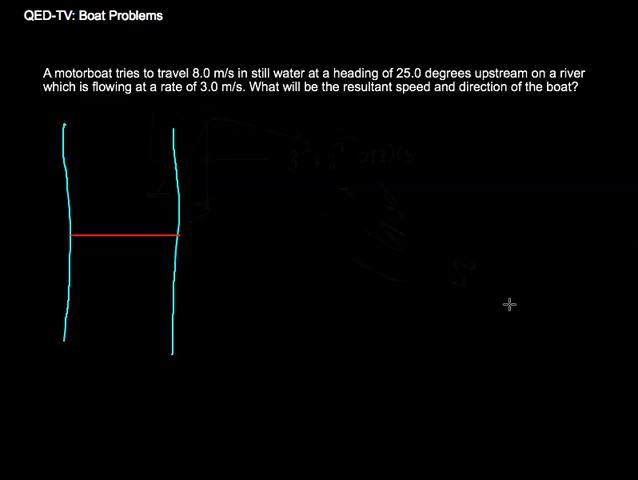 QED-TV: Boat Problems
A motorboat tries to travel 8.0 m/s in still water at a heading of 25.0 degrees upstream on a river
which is flowing at a rate of 3.0 m/s. What will be the resultant speed and direction of the boat?